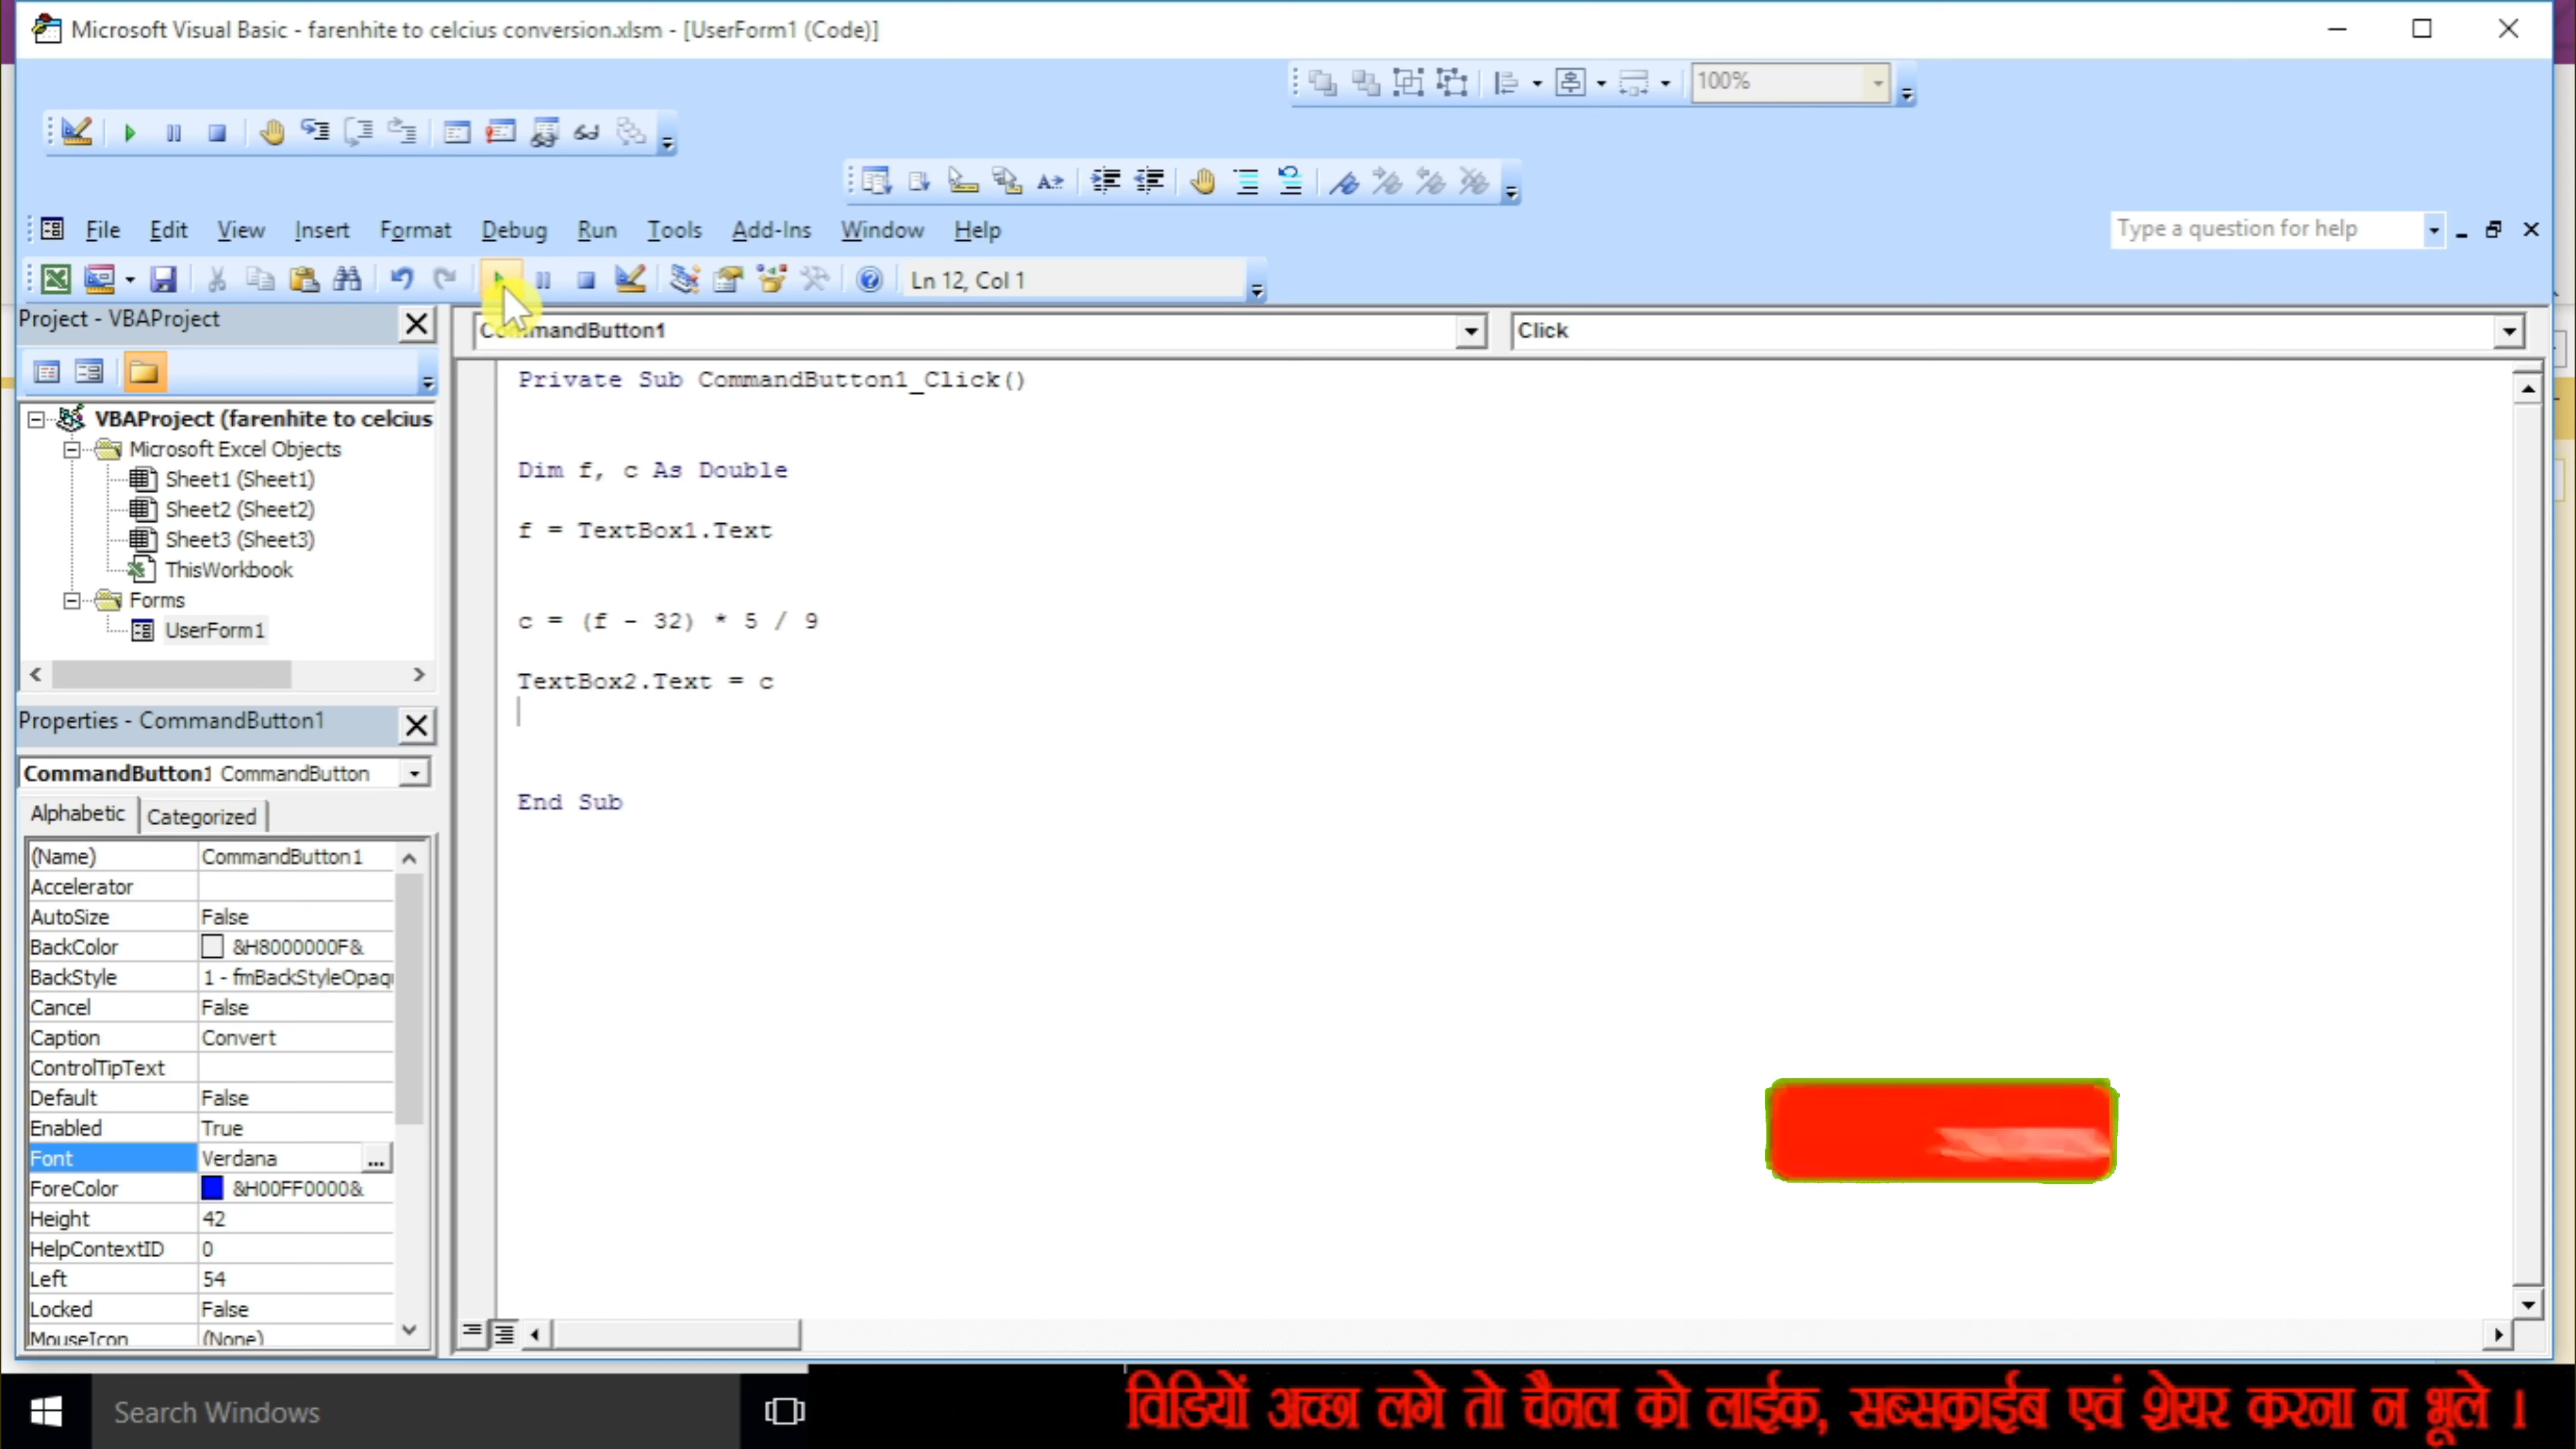 Microsoft Visual Basic - farenhite to celcius conversion.xlsm - [UserForm1 (Code)]
100%
File Edit View Insert Format Debug Run Tools Add-Ins Window Help
Type a question for help
Ln 12, Col 1
Project - VBAProject
CommandButton1
Click
VBAProject (farenhite to celcius
Microsoft Excel Objects
Sheet1 (Sheet1)
Sheet2 (Sheet2)
Sheet3 (Sheet3)
ThisWorkbook
Forms
UserForm1
Private Sub CommandButton1_Click()
Dim f, c As Double
f = TextBox1.Text
c = (f - 32) * 5 / 9
TextBox2.Text = c
End Sub
Properties - CommandButton1
CommandButton1 CommandButton
Alphabetic Categorized
(Name) CommandButton1
Accelerator
AutoSize False
BackColor &H8000000F&
BackStyle 1 - fmBackStyleOpaqu
Cancel False
Caption Convert
ControlTipText
Default False
Enabled True
Font Verdana ...
ForeColor &H00FF0000&
Height 42
HelpContextID 0
Left 54
Locked False
MouseIcon (None)
Search Windows
विडियों अच्छा लगे तो चैनल को लाईक, सब्सक्राईब एवं शेयर करना न भूले ।